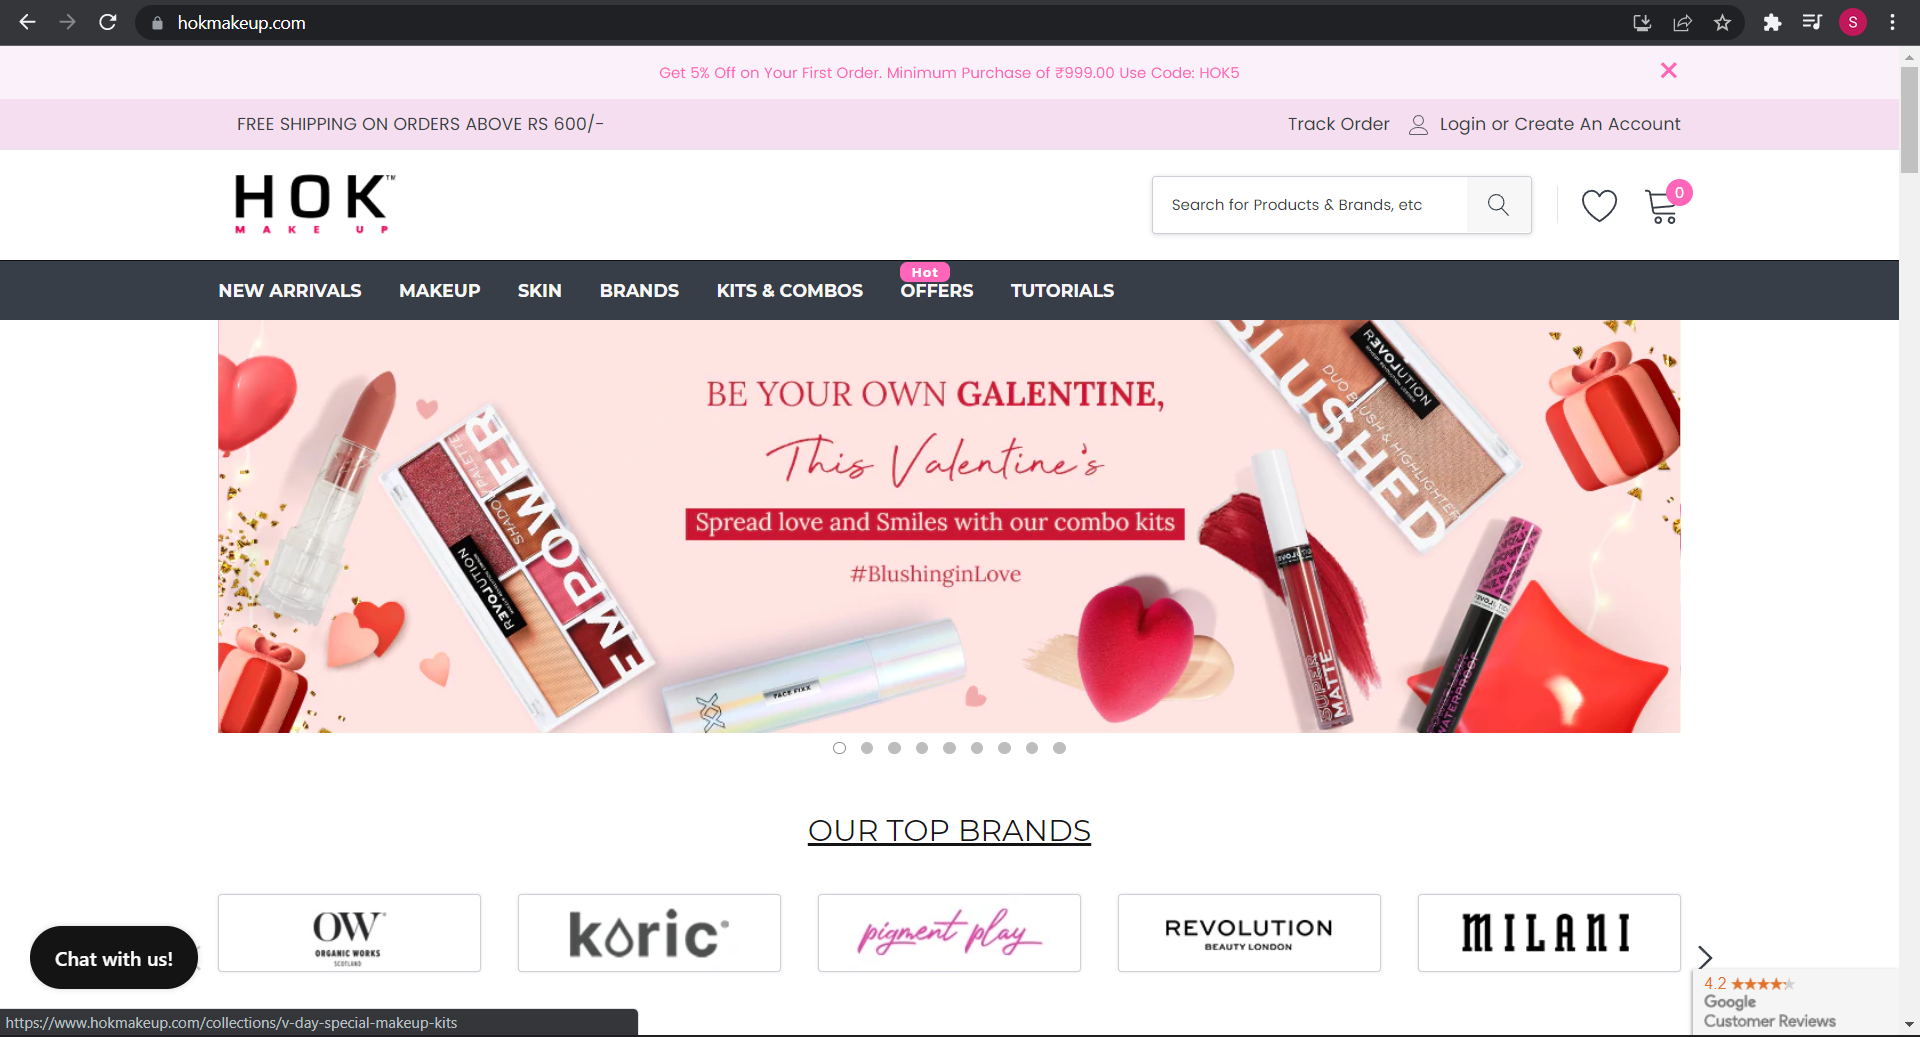 hokmakeup.com
S
Get 5% Off on Your First Order. Minimum Purchase of ₹999.00 Use Code: HOK5
FREE SHIPPING ON ORDERS ABOVE RS 600/-
Track Order
Login or Create An Account
HOK™
MAKE UP
Search for Products & Brands, etc
0
Hot
NEW ARRIVALS
MAKEUP
SKIN
BRANDS
KITS & COMBOS
OFFERS
TUTORIALS
BE YOUR OWN GALENTINE,
This Valentine's
Spread love and Smiles with our combo kits
#BlushinginLove
EMPOWER
SHADOW PALETTE
REVOLUTION
BLUSHED
DUO BLUSH & HIGHLIGHTER
REVOLUTION
FACE FIXX
REVOLUTION
SUPER
MATTE
WATERPROOF
OUR TOP BRANDS
OW®
ORGANIC WORKS
SCOTLAND
koric
pigment play
REVOLUTION
BEAUTY LONDON
MILANI
Chat with us!
4.2
Google
Customer Reviews
https://www.hokmakeup.com/collections/v-day-special-makeup-kits